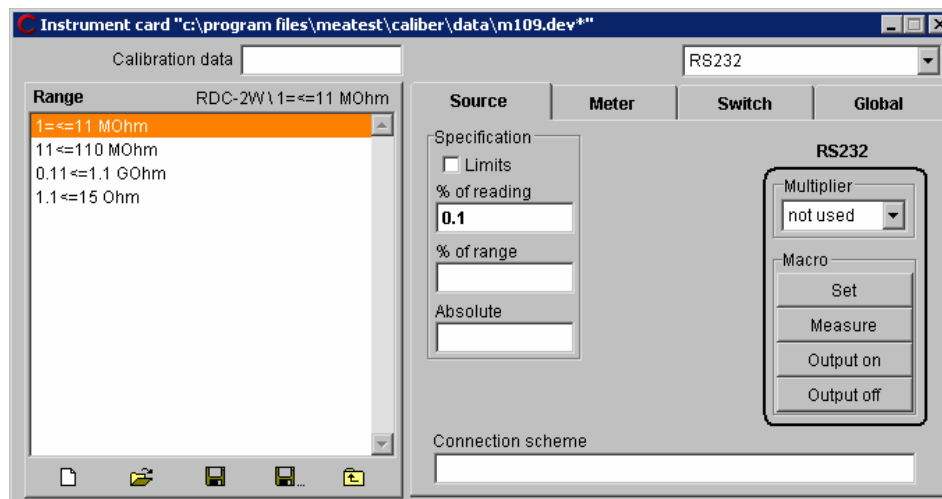 Instrument card "c:\program files\meatest\caliber\data\m109.dev*"
Calibration data
RS232
Range RDC-2W\1=<=11 MOhm
1=<=11 MOhm
11<=110 MOhm
0.11<=1.1 GOhm
1.1<=15 Ohm
Source Meter Switch Global
Specification
Limits
% of reading
0.1
% of range
Absolute
RS232
Multiplier
not used
Macro
Set
Measure
Output on
Output off
Connection scheme